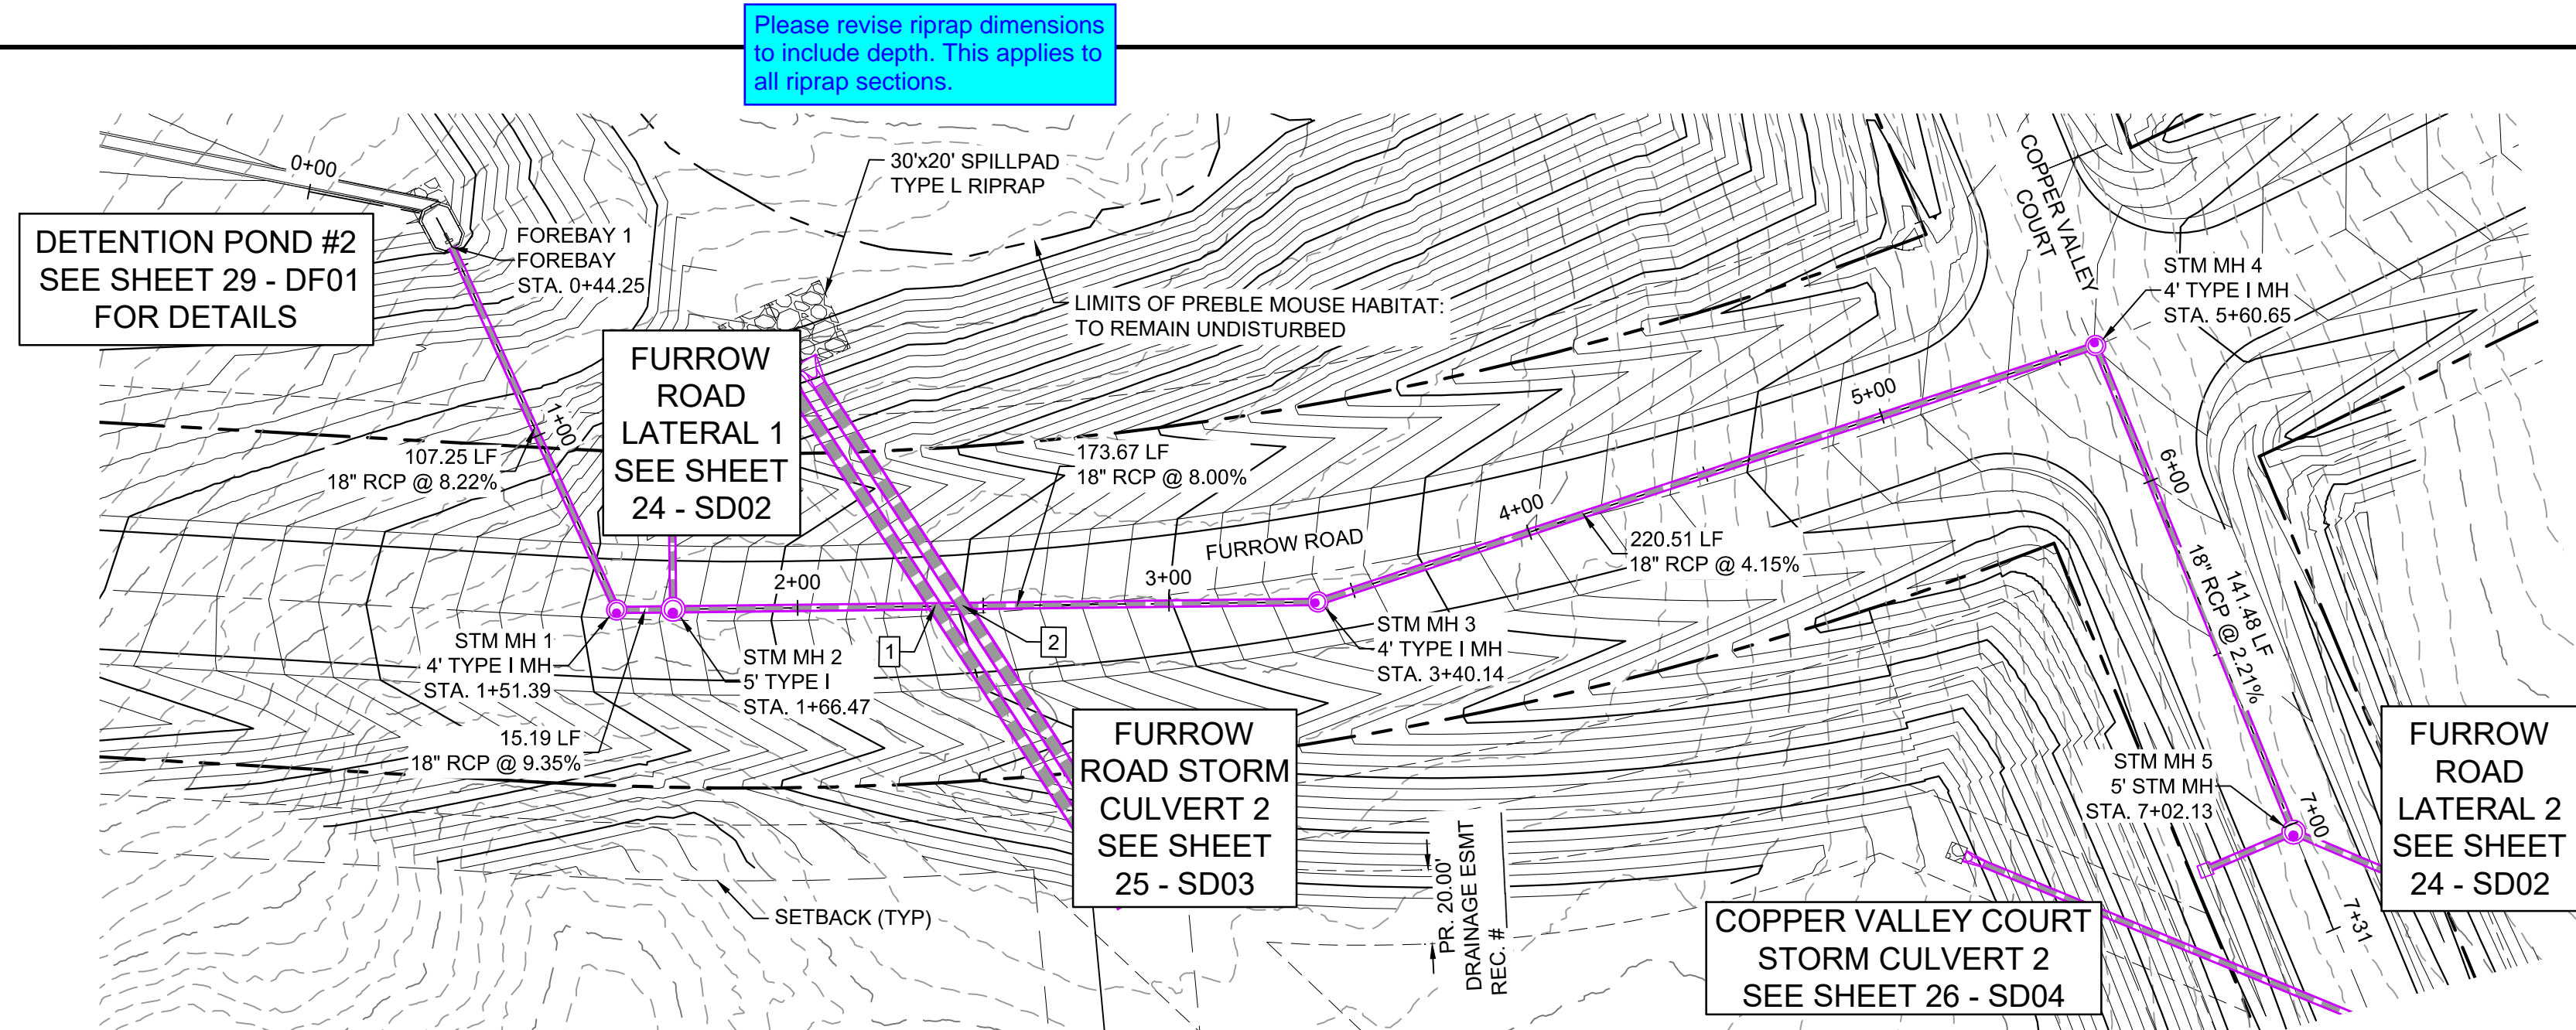 Please revise riprap dimensions
to include depth. This applies to
all riprap sections.
0+00
30'x20' SPILLPAD
TYPE L RIPRAP
COPPER VALLEY
COURT
DETENTION POND #2
SEE SHEET 29 - DF01
FOR DETAILS
FOREBAY 1
FOREBAY
STA. 0+44.25
LIMITS OF PREBLE MOUSE HABITAT:
TO REMAIN UNDISTURBED
STM MH 4
4' TYPE I MH
STA. 5+60.65
FURROW
ROAD
LATERAL 1
SEE SHEET
24 - SD02
1+00
107.25 LF
18" RCP @ 8.22%
173.67 LF
18" RCP @ 8.00%
5+00
6+00
4+00
FURROW ROAD
220.51 LF
18" RCP @ 4.15%
2+00
3+00
141.48 LF
18" RCP @ 2.21%
STM MH 1
4' TYPE I MH
STA. 1+51.39
STM MH 2
5' TYPE I
STA. 1+66.47
1
2
STM MH 3
4' TYPE I MH
STA. 3+40.14
15.19 LF
18" RCP @ 9.35%
FURROW
ROAD STORM
CULVERT 2
SEE SHEET
25 - SD03
STM MH 5
5' STM MH
STA. 7+02.13
7+00
FURROW
ROAD
LATERAL 2
SEE SHEET
24 - SD02
PR. 20.00'
DRAINAGE ESMT
REC. #
SETBACK (TYP)
7+31
COPPER VALLEY COURT
STORM CULVERT 2
SEE SHEET 26 - SD04